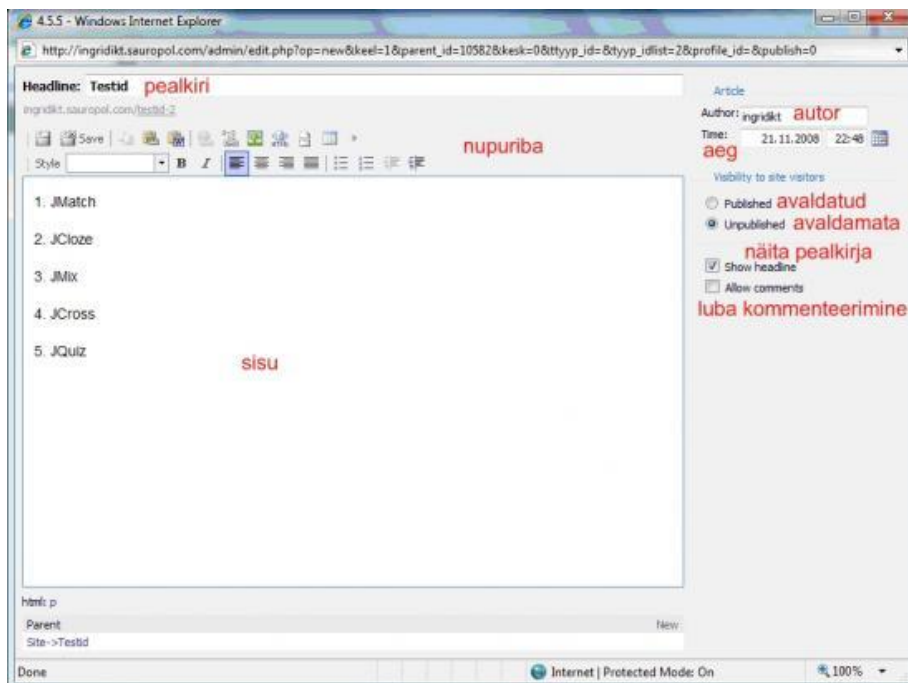 4.5.5 - Windows Internet Explorer
http://ingridikt.sauropol.com/admin/edit.php?op=new&keel=1&parent_id=10582&kesk=0&ttyyp_id=&tyyp_idlist=2&profile_id=&publish=0
Headline: Testid pealkiri
ingridikt.sauropol.com/testid-2
Save
nupuriba
Style B I
1. JMatch
2. JCloze
3. JMix
4. JCross
5. JQuiz
sisu
Article
Author: ingridikt autor
Time: 21.11.2008 22:48
aeg
Visibility to site visitors
Published avaldatud
Unpublished avaldamata
näita pealkirja
Show headline
Allow comments
luba kommenteerimine
html: p
Parent New
Site->Testid
Done Internet | Protected Mode: On 100%